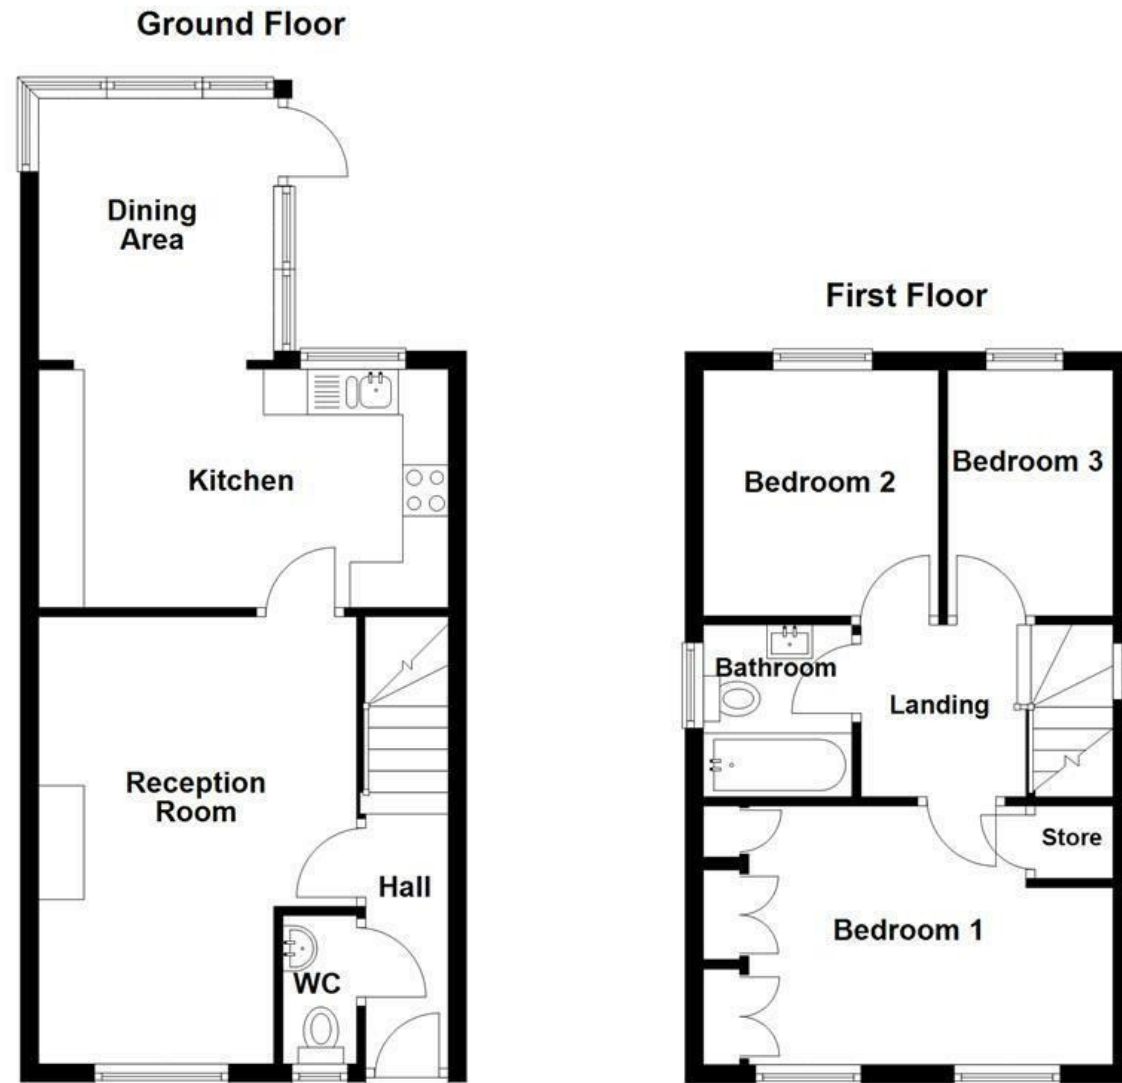 Ground Floor
Dining
Area
Kitchen
Reception
Room
Hall
WC
First Floor
Bedroom 2
Bedroom 3
Bathroom
Landing
Store
Bedroom 1